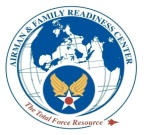 AIRMAN & FAMILY READINESS CENTER
The Total Force Resource